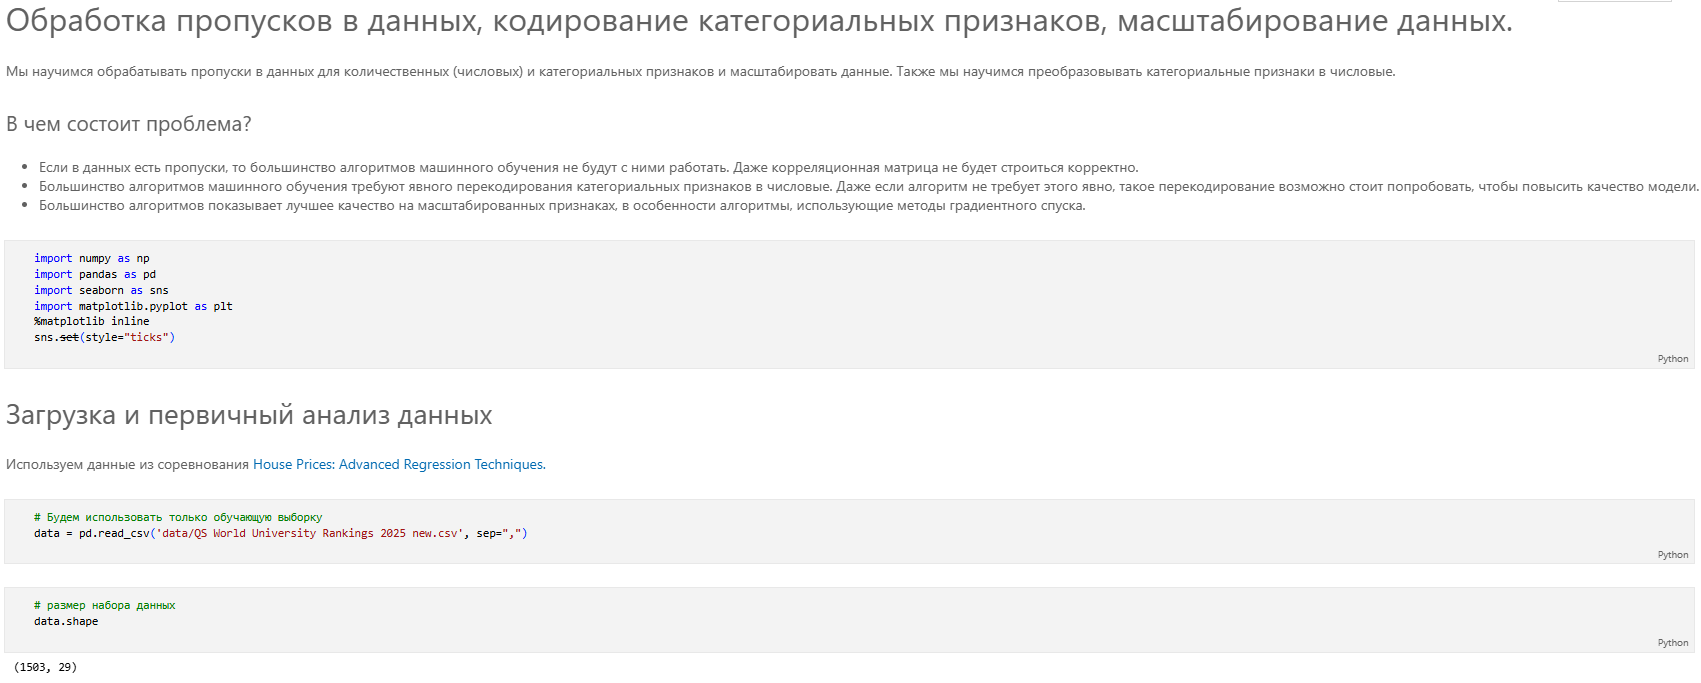 Обработка пропусков в данных, кодирование категориальных признаков, масштабирование данных.
Мы научимся обрабатывать пропуски в данных для количественных (числовых) и категориальных признаков и масштабировать данные. Также мы научимся преобразовывать категориальные признаки в числовые.
В чем состоит проблема?
• Если в данных есть пропуски, то большинство алгоритмов машинного обучения не будут с ними работать. Даже корреляционная матрица не будет строиться корректно.
• Большинство алгоритмов машинного обучения требуют явного перекодирования категориальных признаков в числовые. Даже если алгоритм не требует этого явно, такое перекодирование возможно стоит попробовать, чтобы повысить качество модели.
• Большинство алгоритмов показывает лучшее качество на масштабированных признаках, в особенности алгоритмы, использующие методы градиентного спуска.
import numpy as np
import pandas as pd
import seaborn as sns
import matplotlib.pyplot as plt
%matplotlib inline
sns.set(style="ticks")
Python
Загрузка и первичный анализ данных
Используем данные из соревнования House Prices: Advanced Regression Techniques.
# Будем использовать только обучающую выборку
data = pd.read_csv('data/QS World University Rankings 2025 new.csv', sep=",")
Python
# размер набора данных
data.shape
Python
(1503, 29)